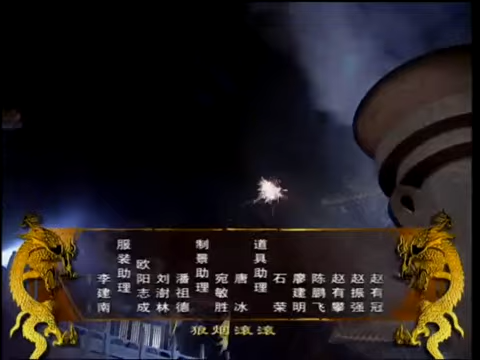 道具助理
赵有冠
赵振强
赵有攀
陈鹏飞
廖建明
石荣
制景助理
唐冰
宛敏胜
潘祖德
刘澍林
服装助理
欧阳志成
李建南
狼烟滚滚